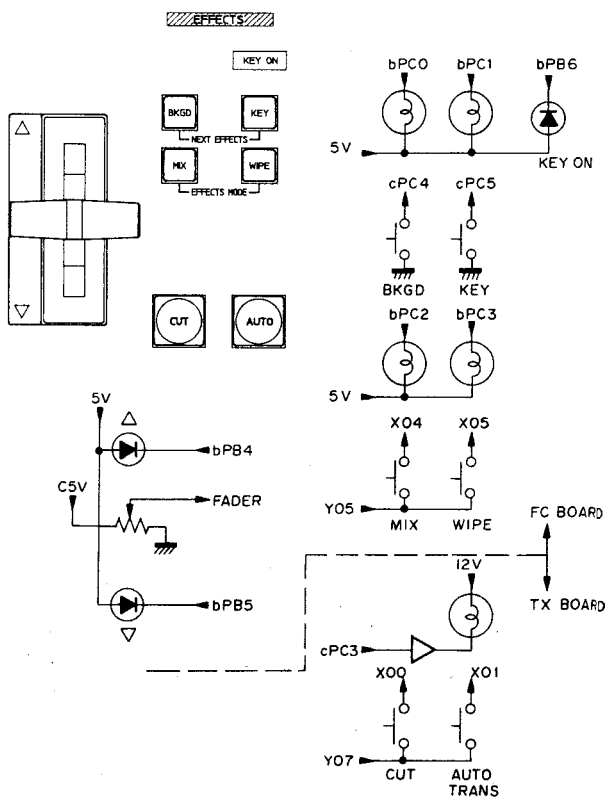 EFFECTS
KEY ON
BKGD KEY
NEXT EFFECTS
MIX WIPE
EFFECTS MODE
CUT AUTO
bPC0 bPC1 bPB6
5V
KEY ON
cPC4 cPC5
BKGD KEY
bPC2 bPC3
5V
X04 X05
Y05
MIX WIPE
5V
bPB4
C5V
FADER
bPB5
FC BOARD
TX BOARD
12V
cPC3
X00 X01
Y07
CUT AUTO
TRANS